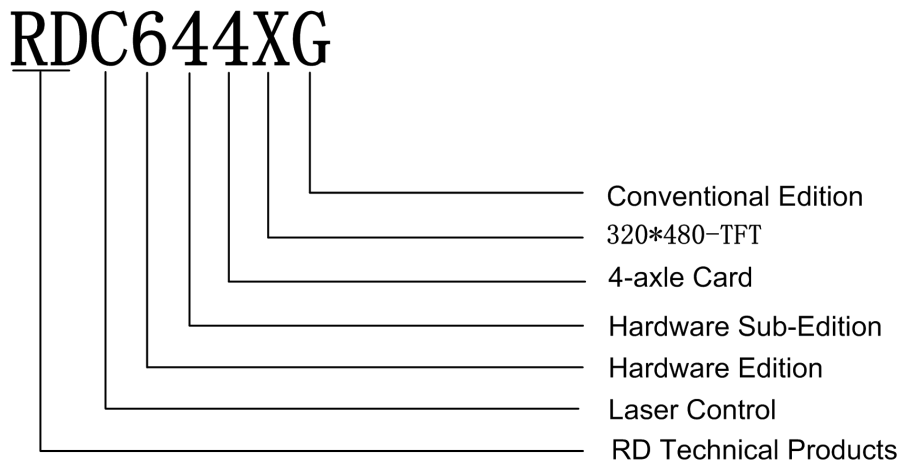 RDC644XG
Conventional Edition
320*480-TFT
4-axle Card
Hardware Sub-Edition
Hardware Edition
Laser Control
RD Technical Products